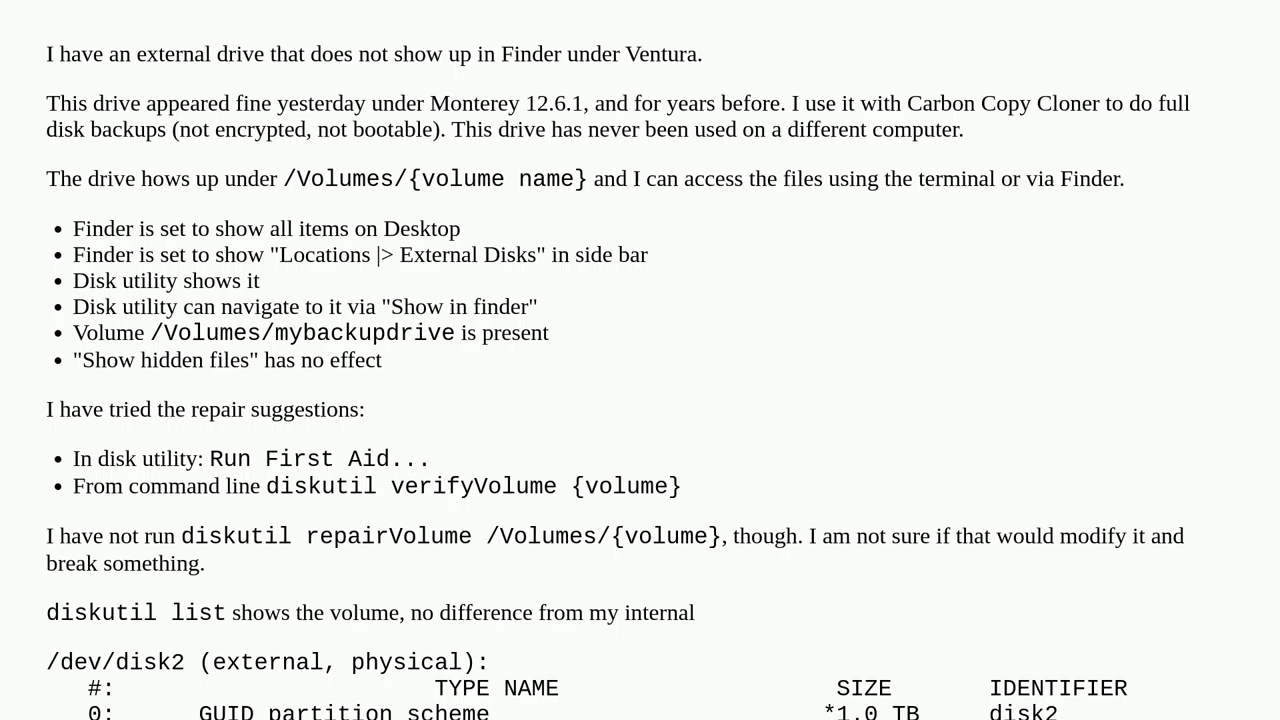 I have an external drive that does not show up in Finder under Ventura.
This drive appeared fine yesterday under Monterey 12.6.1, and for years before. I use it with Carbon Copy Cloner to do full
disk backups (not encrypted, not bootable). This drive has never been used on a different computer.
The drive hows up under /Volumes/{volume name} and I can access the files using the terminal or via Finder.
• Finder is set to show all items on Desktop
• Finder is set to show "Locations |> External Disks" in side bar
• Disk utility shows it
• Disk utility can navigate to it via "Show in finder"
• Volume /Volumes/mybackupdrive is present
• "Show hidden files" has no effect
I have tried the repair suggestions:
• In disk utility: Run First Aid...
• From command line diskutil verifyVolume {volume}
I have not run diskutil repairVolume /Volumes/{volume}, though. I am not sure if that would modify it and
break something.
diskutil list shows the volume, no difference from my internal
/dev/disk2 (external, physical):
#: TYPE NAME SIZE IDENTIFIER
0: GUID_partition_scheme *1.0 TB disk2